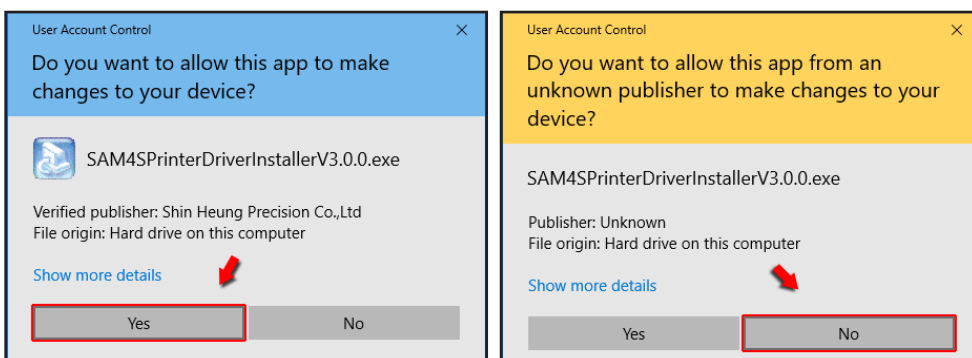 User Account Control
Do you want to allow this app to make
changes to your device?
SAM4SPrinterDriverInstallerV3.0.0.exe
Verified publisher: Shin Heung Precision Co.,Ltd
File origin: Hard drive on this computer
Show more details
Yes
No
User Account Control
Do you want to allow this app from an
unknown publisher to make changes to your
device?
SAM4SPrinterDriverInstallerV3.0.0.exe
Publisher: Unknown
File origin: Hard drive on this computer
Show more details
Yes
No